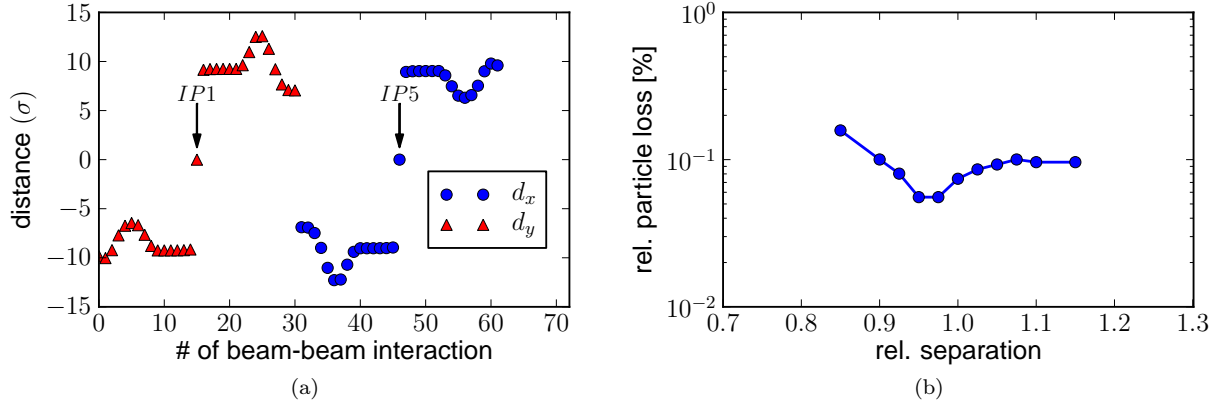 15
10
5
0
−5
−10
−15
distance (σ)
IP1
IP5
d_x
d_y
0 10 20 30 40 50 60 70
# of beam-beam interaction
(a)
10^0
10^−1
10^−2
rel. particle loss [%]
0.7 0.8 0.9 1.0 1.1 1.2 1.3
rel. separation
(b)